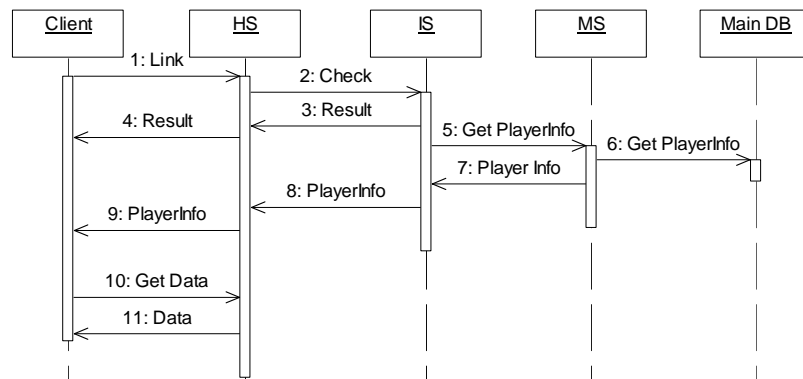 Client
HS
IS
MS
Main DB
1: Link
2: Check
3: Result
4: Result
5: Get PlayerInfo
6: Get PlayerInfo
7: Player Info
8: PlayerInfo
9: PlayerInfo
10: Get Data
11: Data